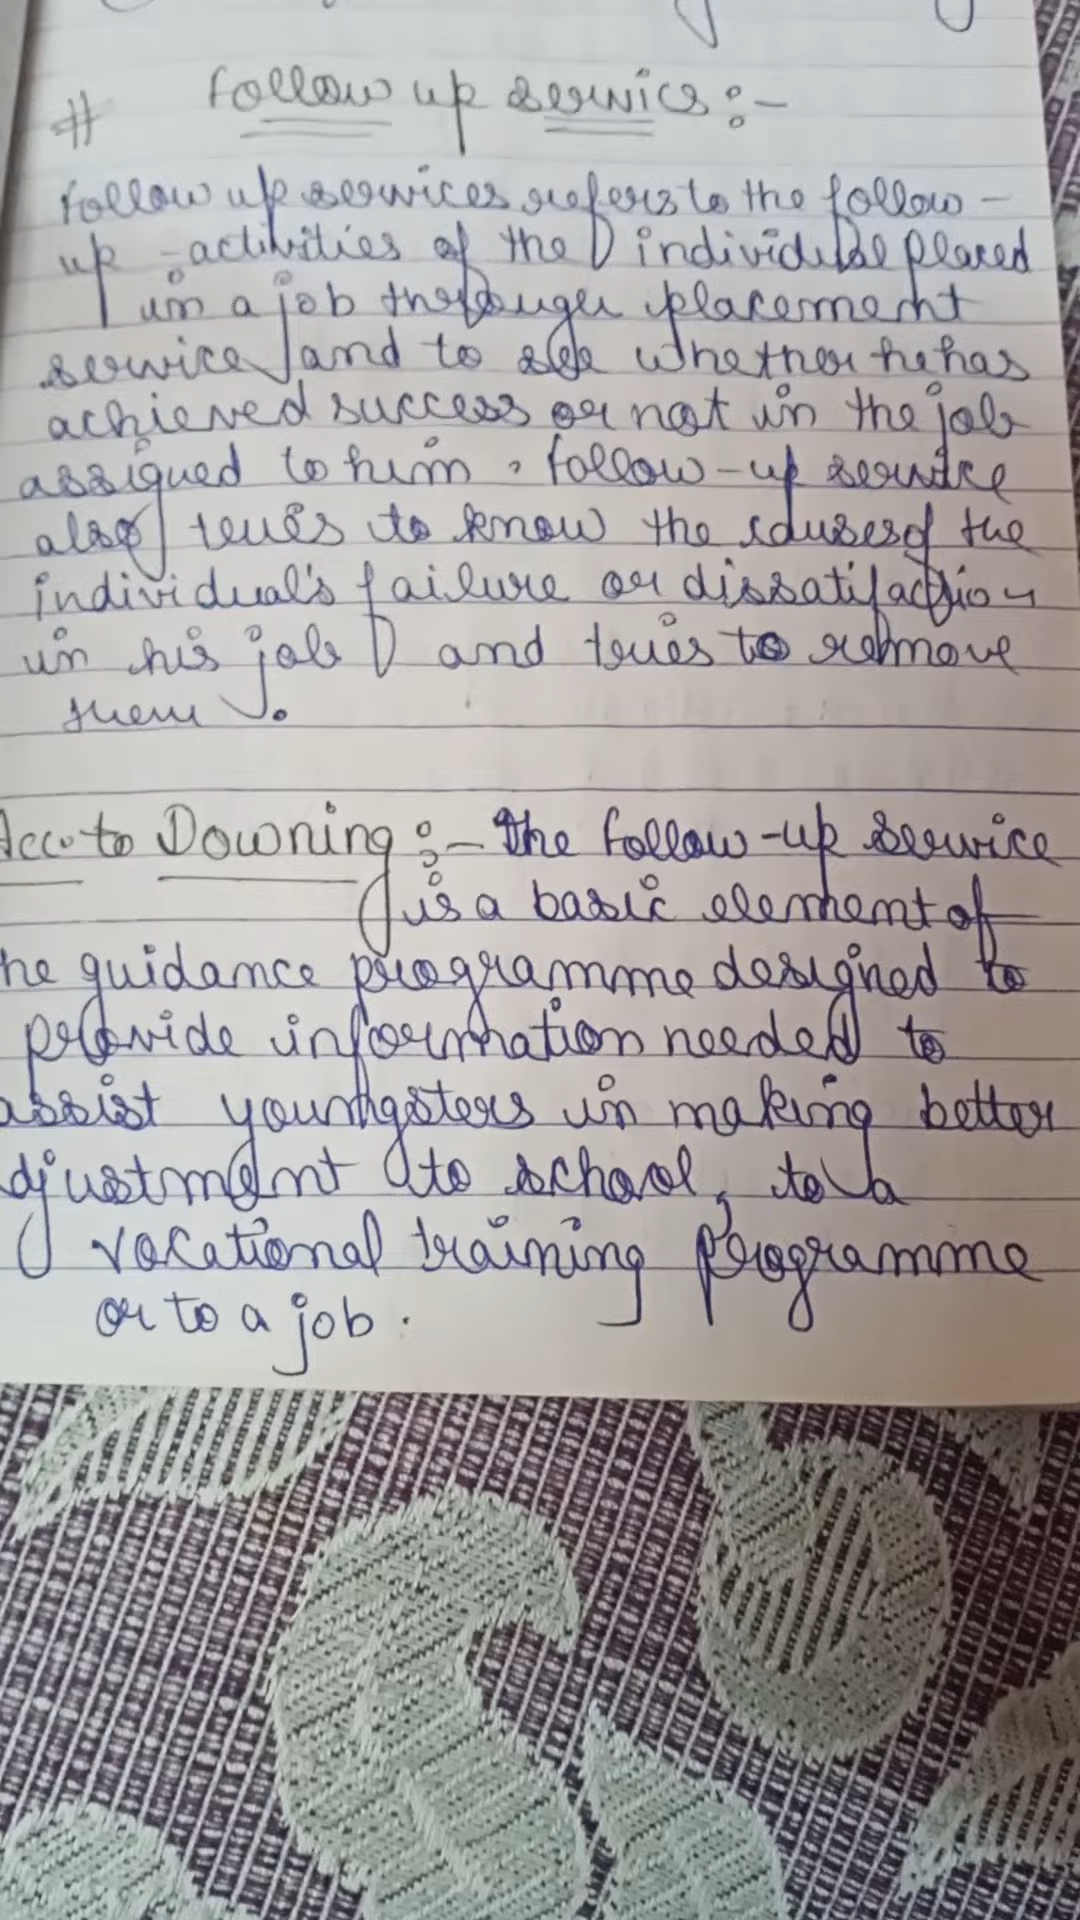 # Follow up service :-
Follow up services refers to the follow-
up - activities of the individual placed
in a job through placement
service and to see whether he has
achieved success or not in the job
assigned to him. Follow-up service
also tries to know the causes of the
individual's failure or dissatifaction
in his job and tries to remove
them.
Acc. to Downing :- The follow-up service
is a basic element of
he guidance programme designed to
provide information needed to
assist youngsters in making better
djustment to school, to a
vocational training programme
or to a job.